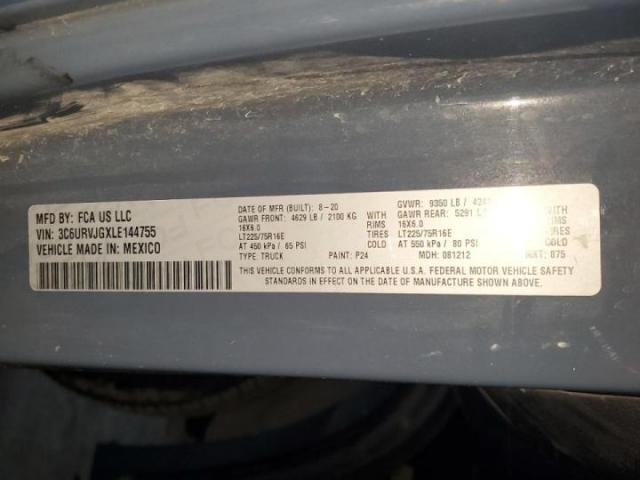 MFD BY: FCA US LLC
VIN: 3C6URVJGXLE144755
VEHICLE MADE IN: MEXICO
DATE OF MFR (BUILT): 8-20
GAWR FRONT: 4629 LB / 2100 KG WITH
16X6.0 RIMS
LT225/75R16E TIRES
AT 450 kPa / 65 PSI COLD
TYPE: TRUCK PAINT: P24
GVWR: 9350 LB /
GAWR REAR: 5291
16X6.0
LT225/75R16E
AT 550 kPa / 80 PSI COLD
MDH: 081212 075
THIS VEHICLE CONFORMS TO ALL APPLICABLE U.S.A. FEDERAL MOTOR VEHICLE SAFETY
STANDARDS IN EFFECT ON THE DATE OF MANUFACTURE SHOWN ABOVE.